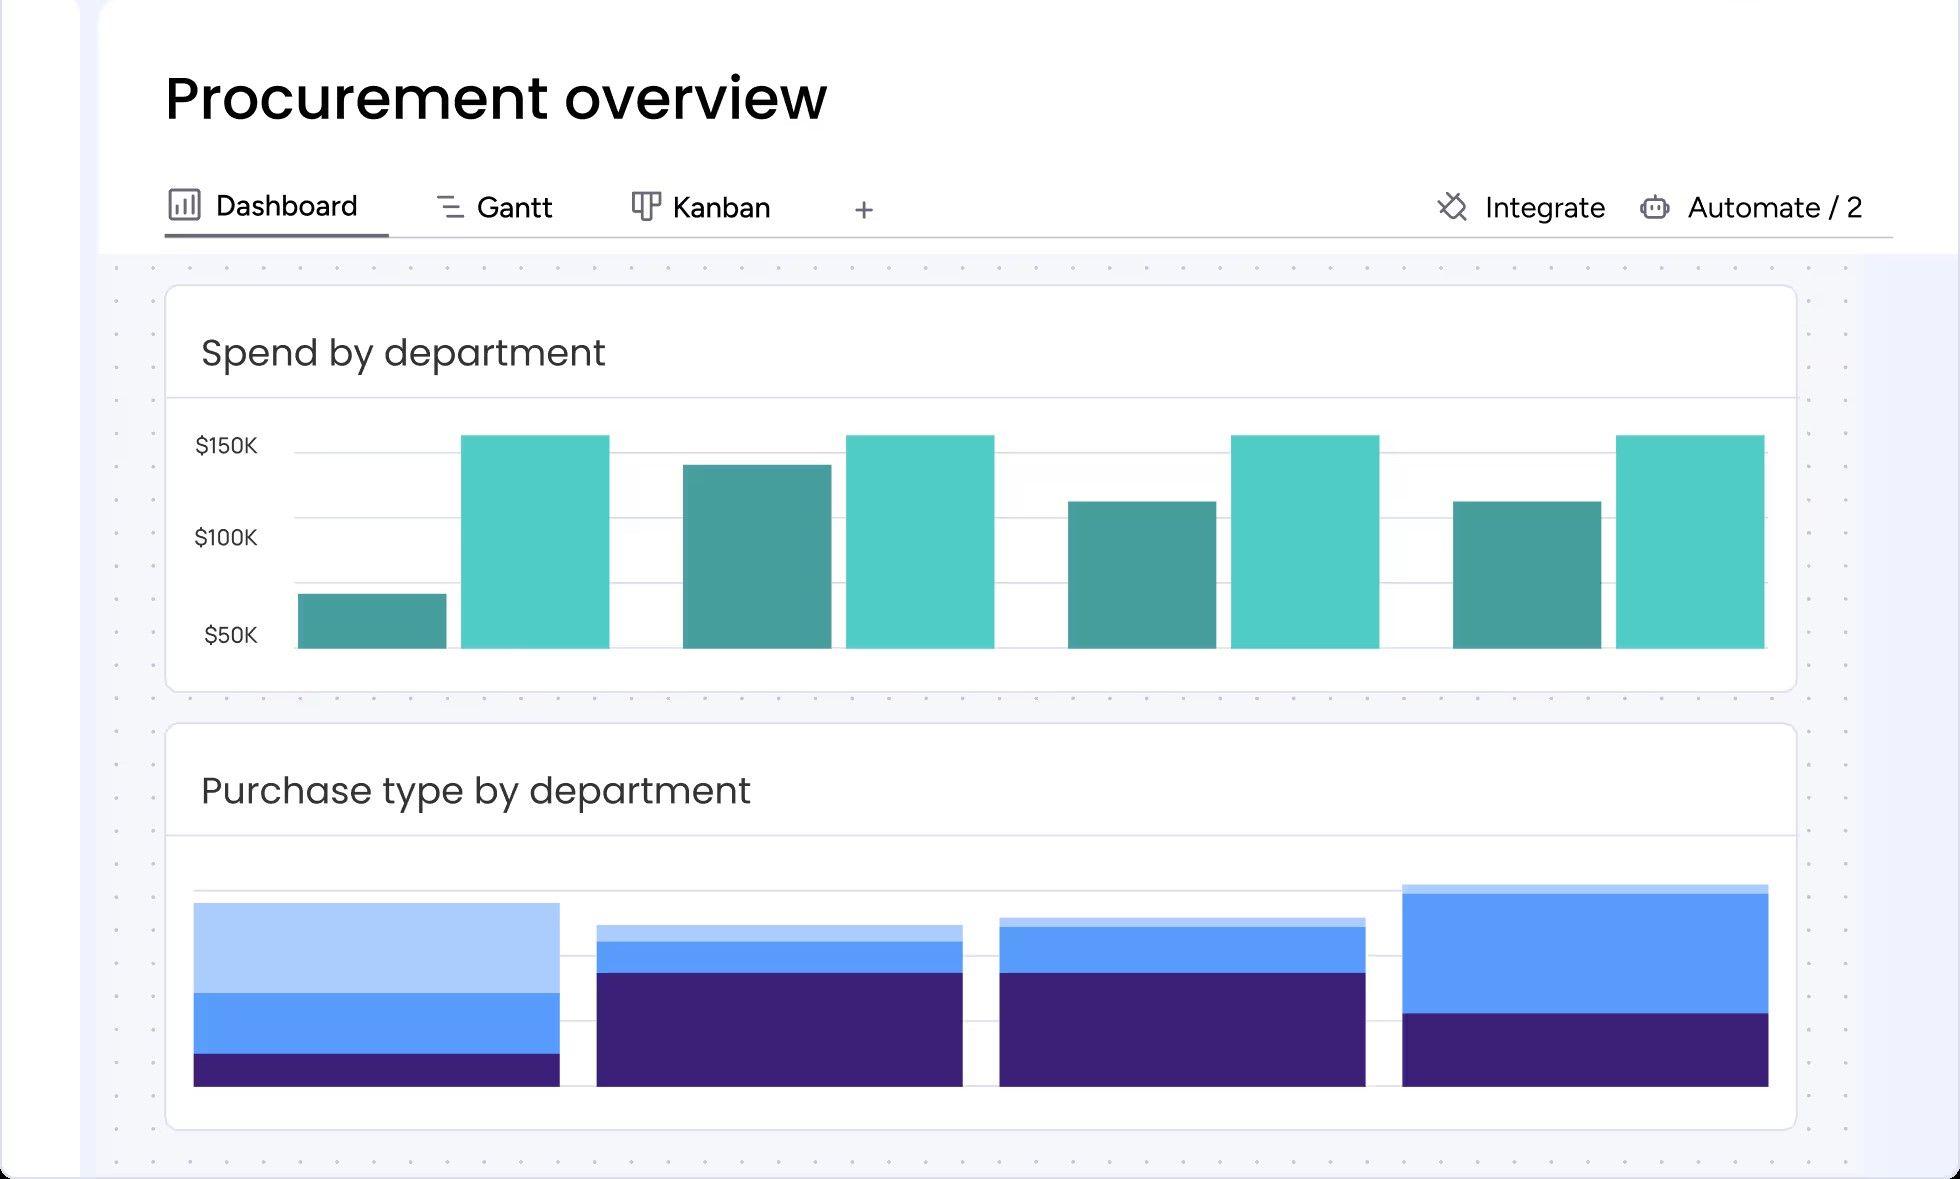 Procurement overview
Dashboard Gantt Kanban + Integrate Automate / 2
Spend by department
$150K
$100K
$50K
Purchase type by department